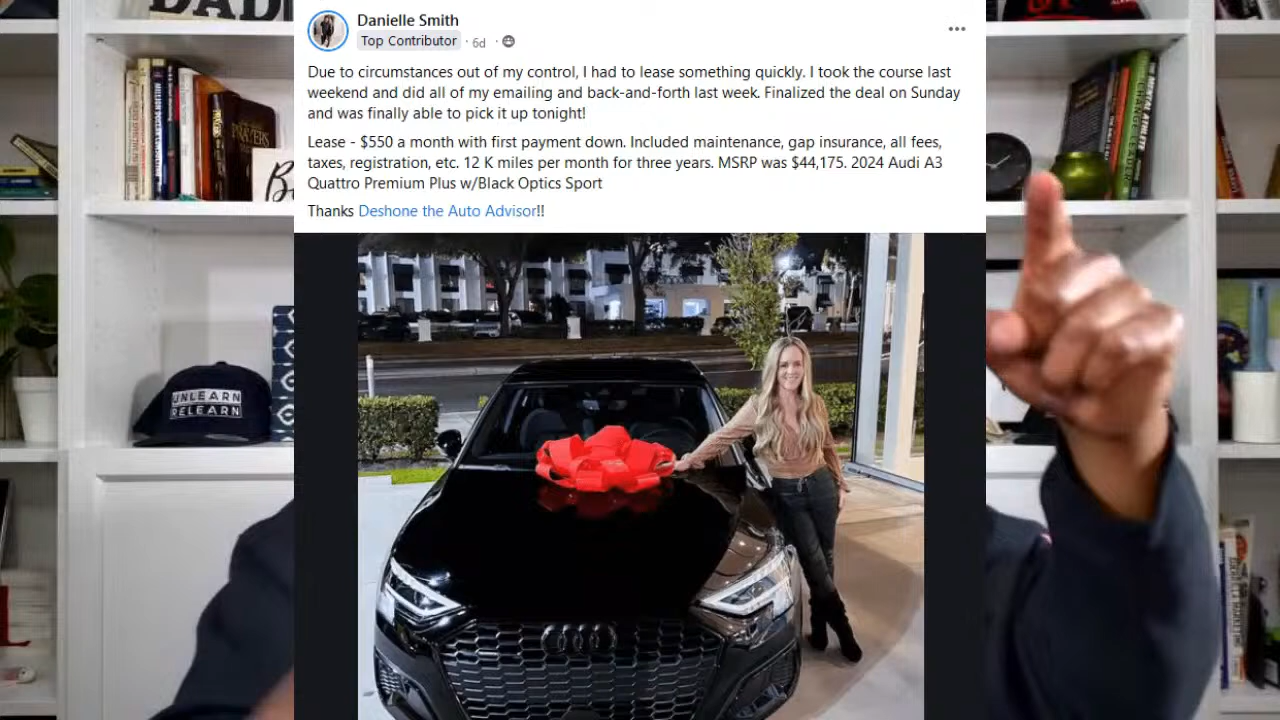 DAD
Danielle Smith
Top Contributor · 6d ·
Due to circumstances out of my control, I had to lease something quickly. I took the course last
weekend and did all of my emailing and back-and-forth last week. Finalized the deal on Sunday
and was finally able to pick it up tonight!
Lease - $550 a month with first payment down. Included maintenance, gap insurance, all fees,
taxes, registration, etc. 12 K miles per month for three years. MSRP was $44,175. 2024 Audi A3
Quattro Premium Plus w/Black Optics Sport
Thanks Deshone the Auto Advisor!!
PRAYERS
UNLEARN
RELEARN